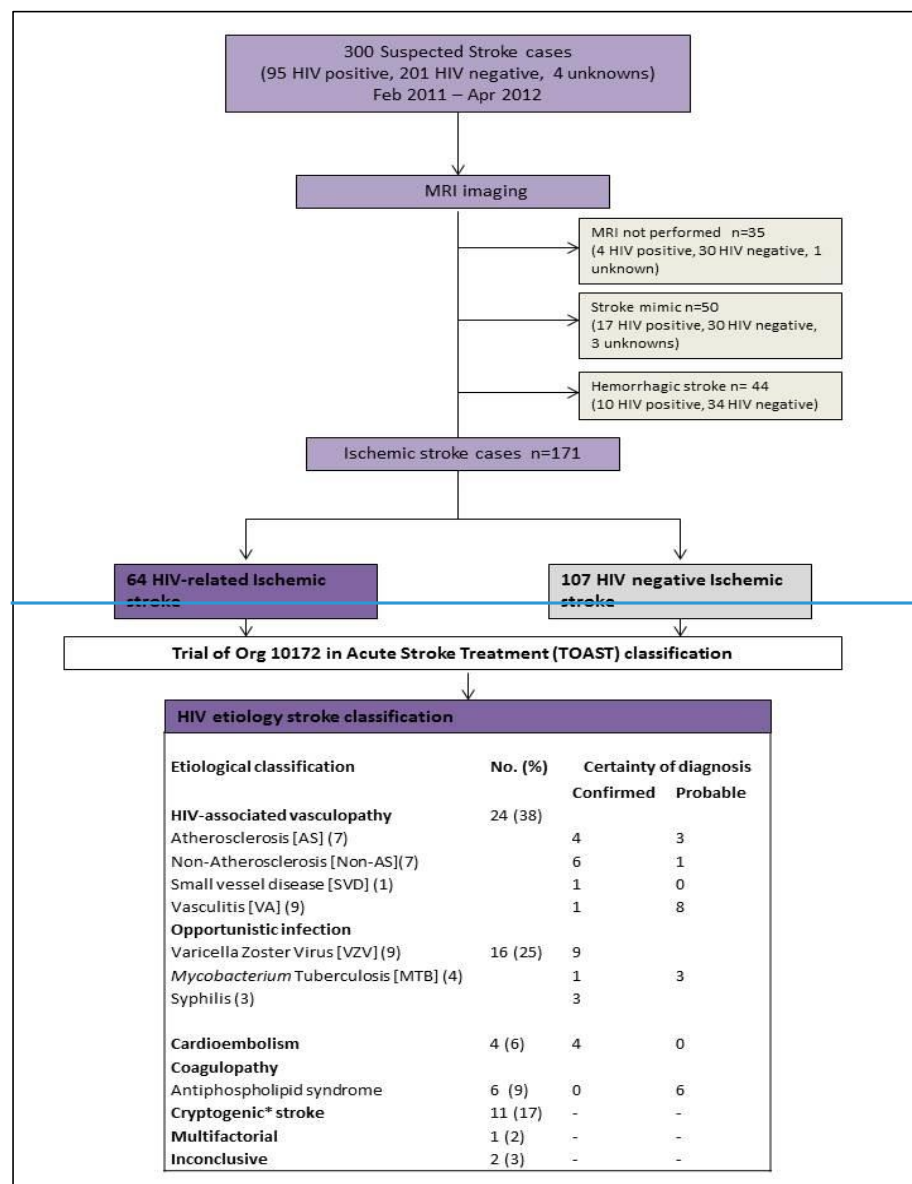 300 Suspected Stroke cases
(95 HIV positive, 201 HIV negative, 4 unknowns)
Feb 2011 – Apr 2012
MRI imaging
MRI not performed n=35
(4 HIV positive, 30 HIV negative, 1
unknown)
Stroke mimic n=50
(17 HIV positive, 30 HIV negative,
3 unknowns)
Hemorrhagic stroke n= 44
(10 HIV positive, 34 HIV negative)
Ischemic stroke cases n=171
64 HIV-related Ischemic
stroke
107 HIV negative Ischemic
stroke
Trial of Org 10172 in Acute Stroke Treatment (TOAST) classification
HIV etiology stroke classification
Etiological classification No. (%) Certainty of diagnosis
Confirmed Probable
HIV-associated vasculopathy 24 (38)
Atherosclerosis [AS] (7) 4 3
Non-Atherosclerosis [Non-AS](7) 6 1
Small vessel disease [SVD] (1) 1 0
Vasculitis [VA] (9) 1 8
Opportunistic infection
Varicella Zoster Virus [VZV] (9) 16 (25) 9
Mycobacterium Tuberculosis [MTB] (4) 1 3
Syphilis (3) 3
Cardioembolism 4 (6) 4 0
Coagulopathy
Antiphospholipid syndrome 6 (9) 0 6
Cryptogenic* stroke 11 (17) - -
Multifactorial 1 (2) - -
Inconclusive 2 (3) - -